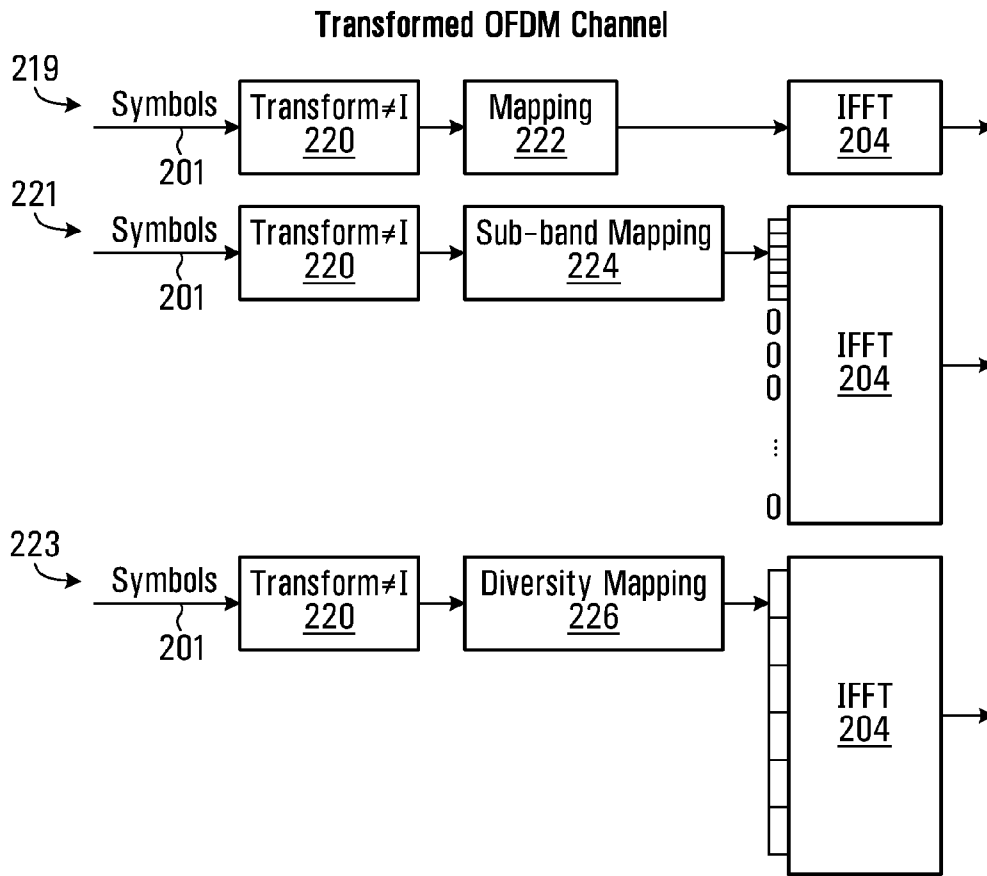 Transformed OFDM Channel
219
Symbols
201
Transform≠I
220
Mapping
222
IFFT
204
221
Symbols
201
Transform≠I
220
Sub-band Mapping
224
0
0
0
...
0
IFFT
204
223
Symbols
201
Transform≠I
220
Diversity Mapping
226
IFFT
204